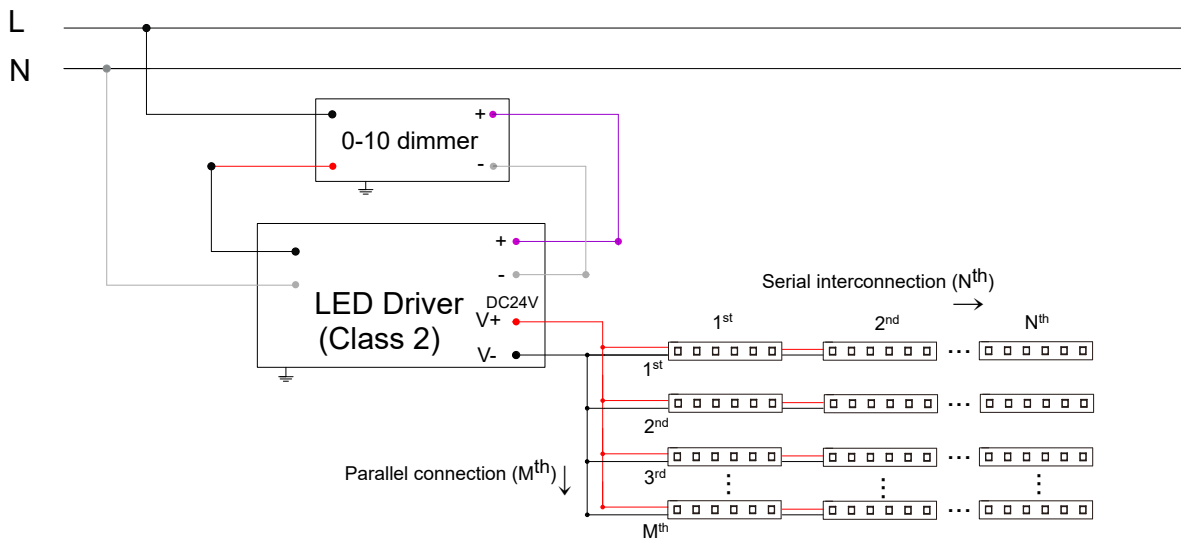 L
N
+
0-10 dimmer
-
+
-
LED Driver
(Class 2)
DC24V
V+
V-
Serial interconnection (Nth)
1st
2nd
Nth
1st
...
2nd
...
Parallel connection (Mth)
3rd
...
Mth
...